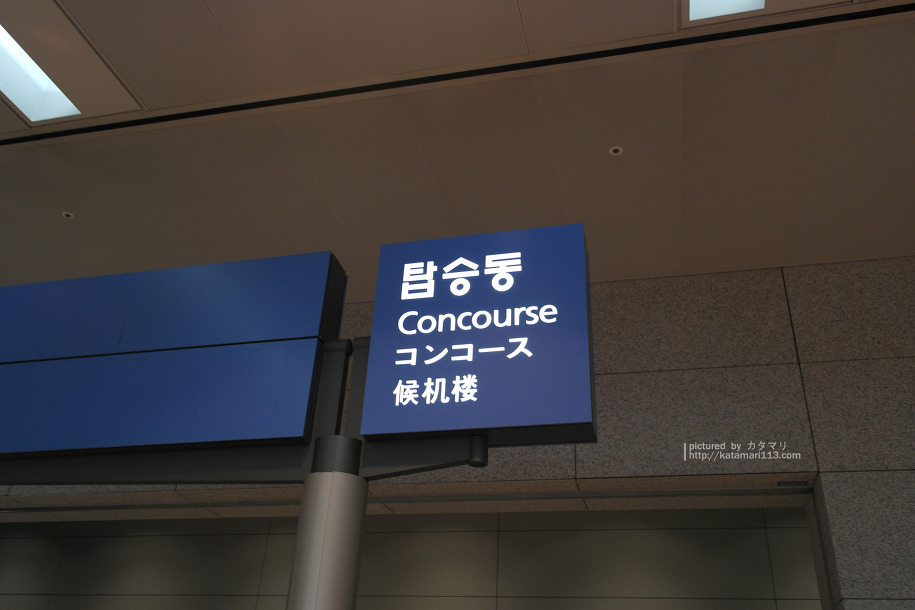 탑승동
Concourse
コンコース
候机楼
pictured by カタマリ
http://katamari113.com